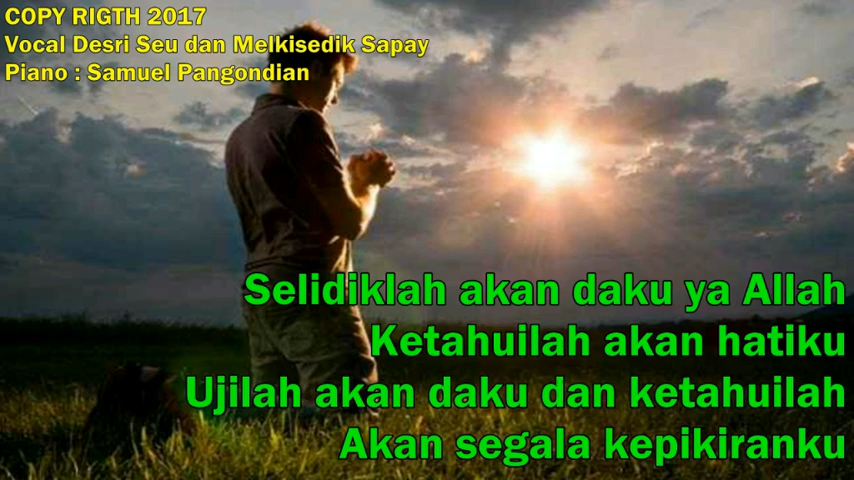 COPY RIGTH 2017
Vocal Desri Seu dan Melkisedik Sapay
Piano : Samuel Pangondian
Selidiklah akan daku ya Allah
Ketahuilah akan hatiku
Ujilah akan daku dan ketahuilah
Akan segala kepikiranku